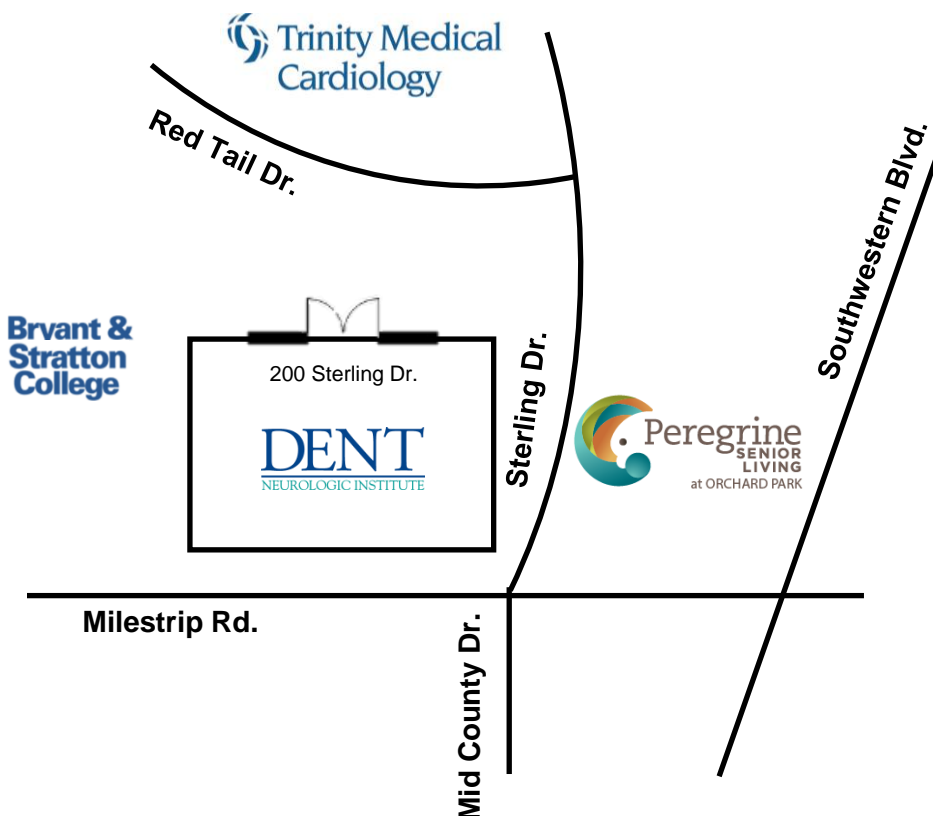 Trinity Medical
Cardiology
Red Tail Dr.
Southwestern Blvd.
Brvant &
Stratton
College
200 Sterling Dr.
Sterling Dr.
DENT
NEUROLOGIC INSTITUTE
Peregrine
SENIOR
LIVING
at ORCHARD PARK
Milestrip Rd.
Mid County Dr.